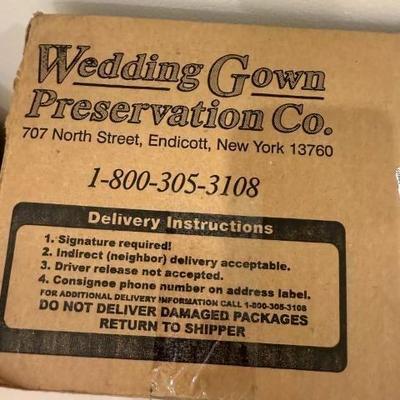 Wedding Gown
Preservation Co.
707 North Street, Endicott, New York 13760
1-800-305-3108
Delivery Instructions
1. Signature required!
2. Indirect (neighbor) delivery acceptable.
3. Driver release not accepted.
4. Consignee phone number on address label.
FOR ADDITIONAL DELIVERY INFORMATION CALL 1-800-305-3108
DO NOT DELIVER DAMAGED PACKAGES
RETURN TO SHIPPER